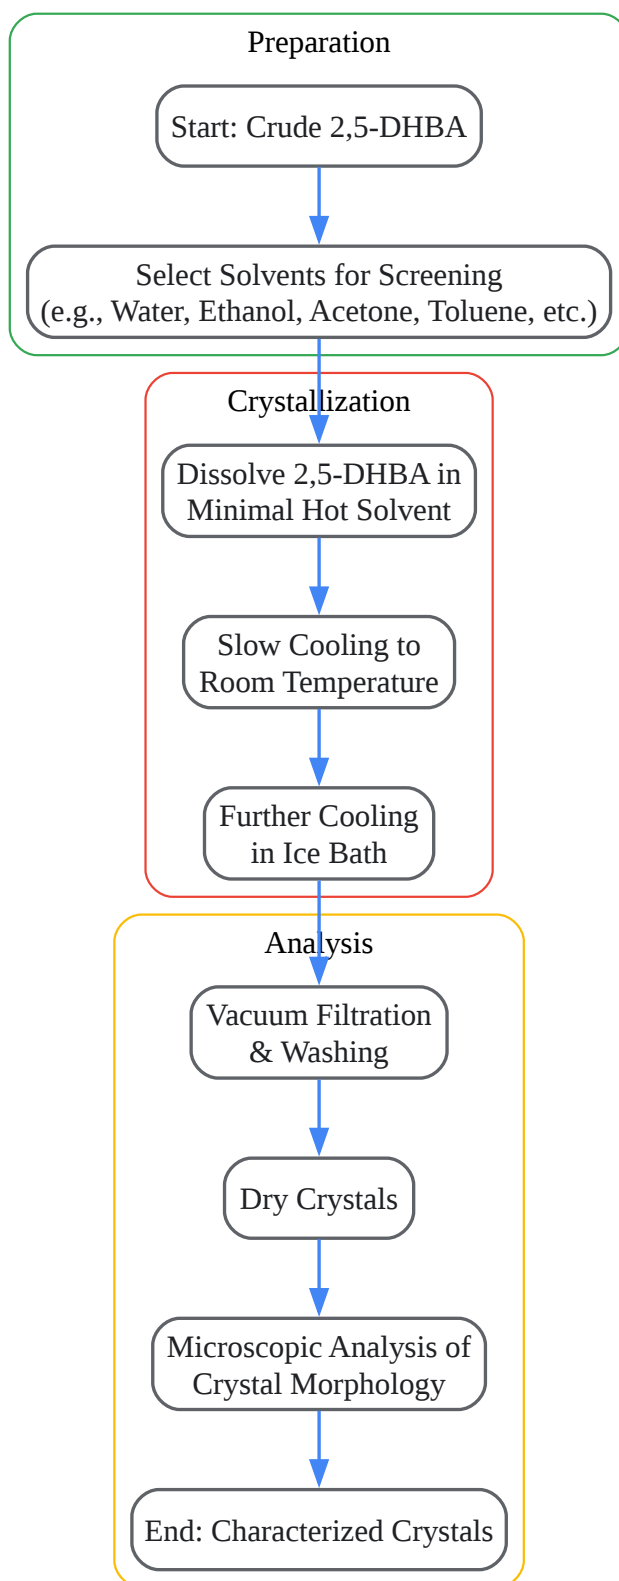 Preparation
Start: Crude 2,5-DHBA
Select Solvents for Screening
(e.g., Water, Ethanol, Acetone, Toluene, etc.)
Crystallization
Dissolve 2,5-DHBA in
Minimal Hot Solvent
Slow Cooling to
Room Temperature
Further Cooling
in Ice Bath
Analysis
Vacuum Filtration
& Washing
Dry Crystals
Microscopic Analysis of
Crystal Morphology
End: Characterized Crystals